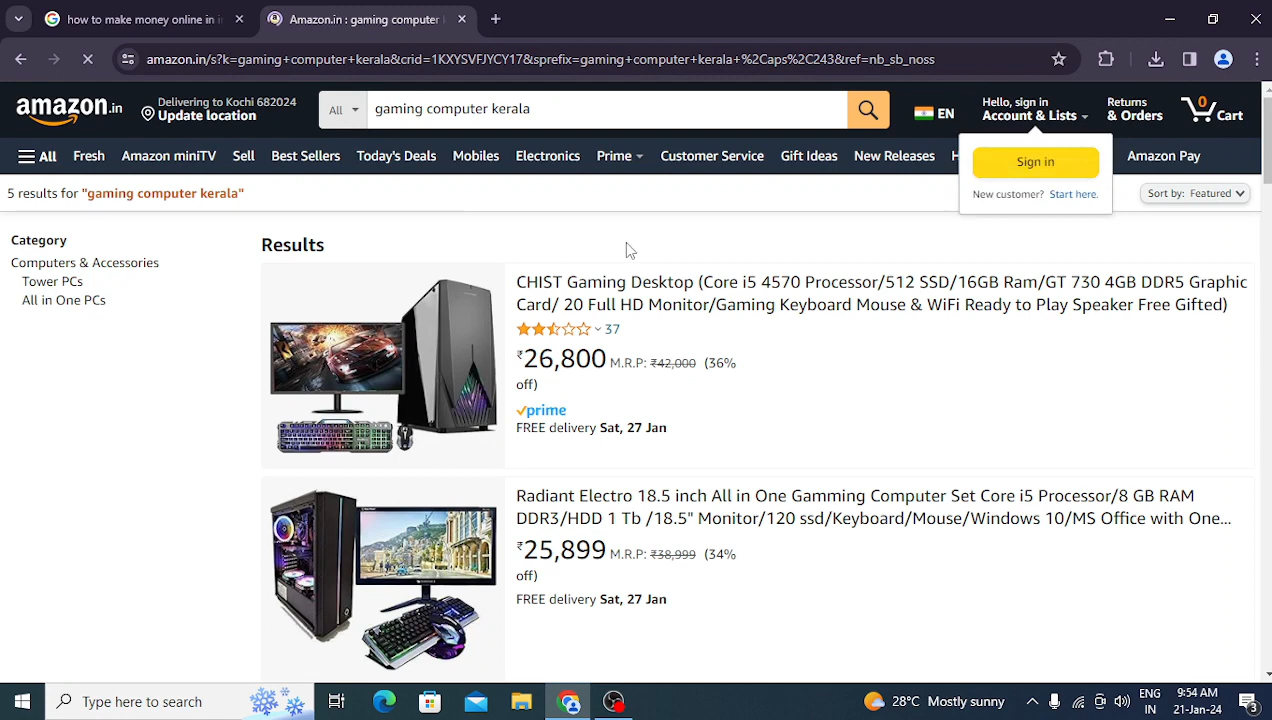 how to make money online in i
Amazon.in : gaming computer k
amazon.in/s?k=gaming+computer+kerala&crid=1KXYSVFJYCY17&sprefix=gaming+computer+kerala+%2Caps%2C243&ref=nb_sb_noss
amazon.in
Delivering to Kochi 682024
Update location
All
gaming computer kerala
EN
Hello, sign in
Account & Lists
Returns
& Orders
0
Cart
All
Fresh
Amazon miniTV
Sell
Best Sellers
Today's Deals
Mobiles
Electronics
Prime
Customer Service
Gift Ideas
New Releases
H
Amazon Pay
Sign in
New customer? Start here.
5 results for "gaming computer kerala"
Sort by: Featured
Category
Computers & Accessories
Tower PCs
All in One PCs
Results
CHIST Gaming Desktop (Core i5 4570 Processor/512 SSD/16GB Ram/GT 730 4GB DDR5 Graphic
Card/ 20 Full HD Monitor/Gaming Keyboard Mouse & WiFi Ready to Play Speaker Free Gifted)
37
₹26,800 M.R.P: ₹42,000 (36%
off)
prime
FREE delivery Sat, 27 Jan
Radiant Electro 18.5 inch All in One Gamming Computer Set Core i5 Processor/8 GB RAM
DDR3/HDD 1 Tb /18.5" Monitor/120 ssd/Keyboard/Mouse/Windows 10/MS Office with One...
₹25,899 M.R.P: ₹38,999 (34%
off)
FREE delivery Sat, 27 Jan
Type here to search
28°C Mostly sunny
ENG
IN
9:54 AM
21-Jan-24
3